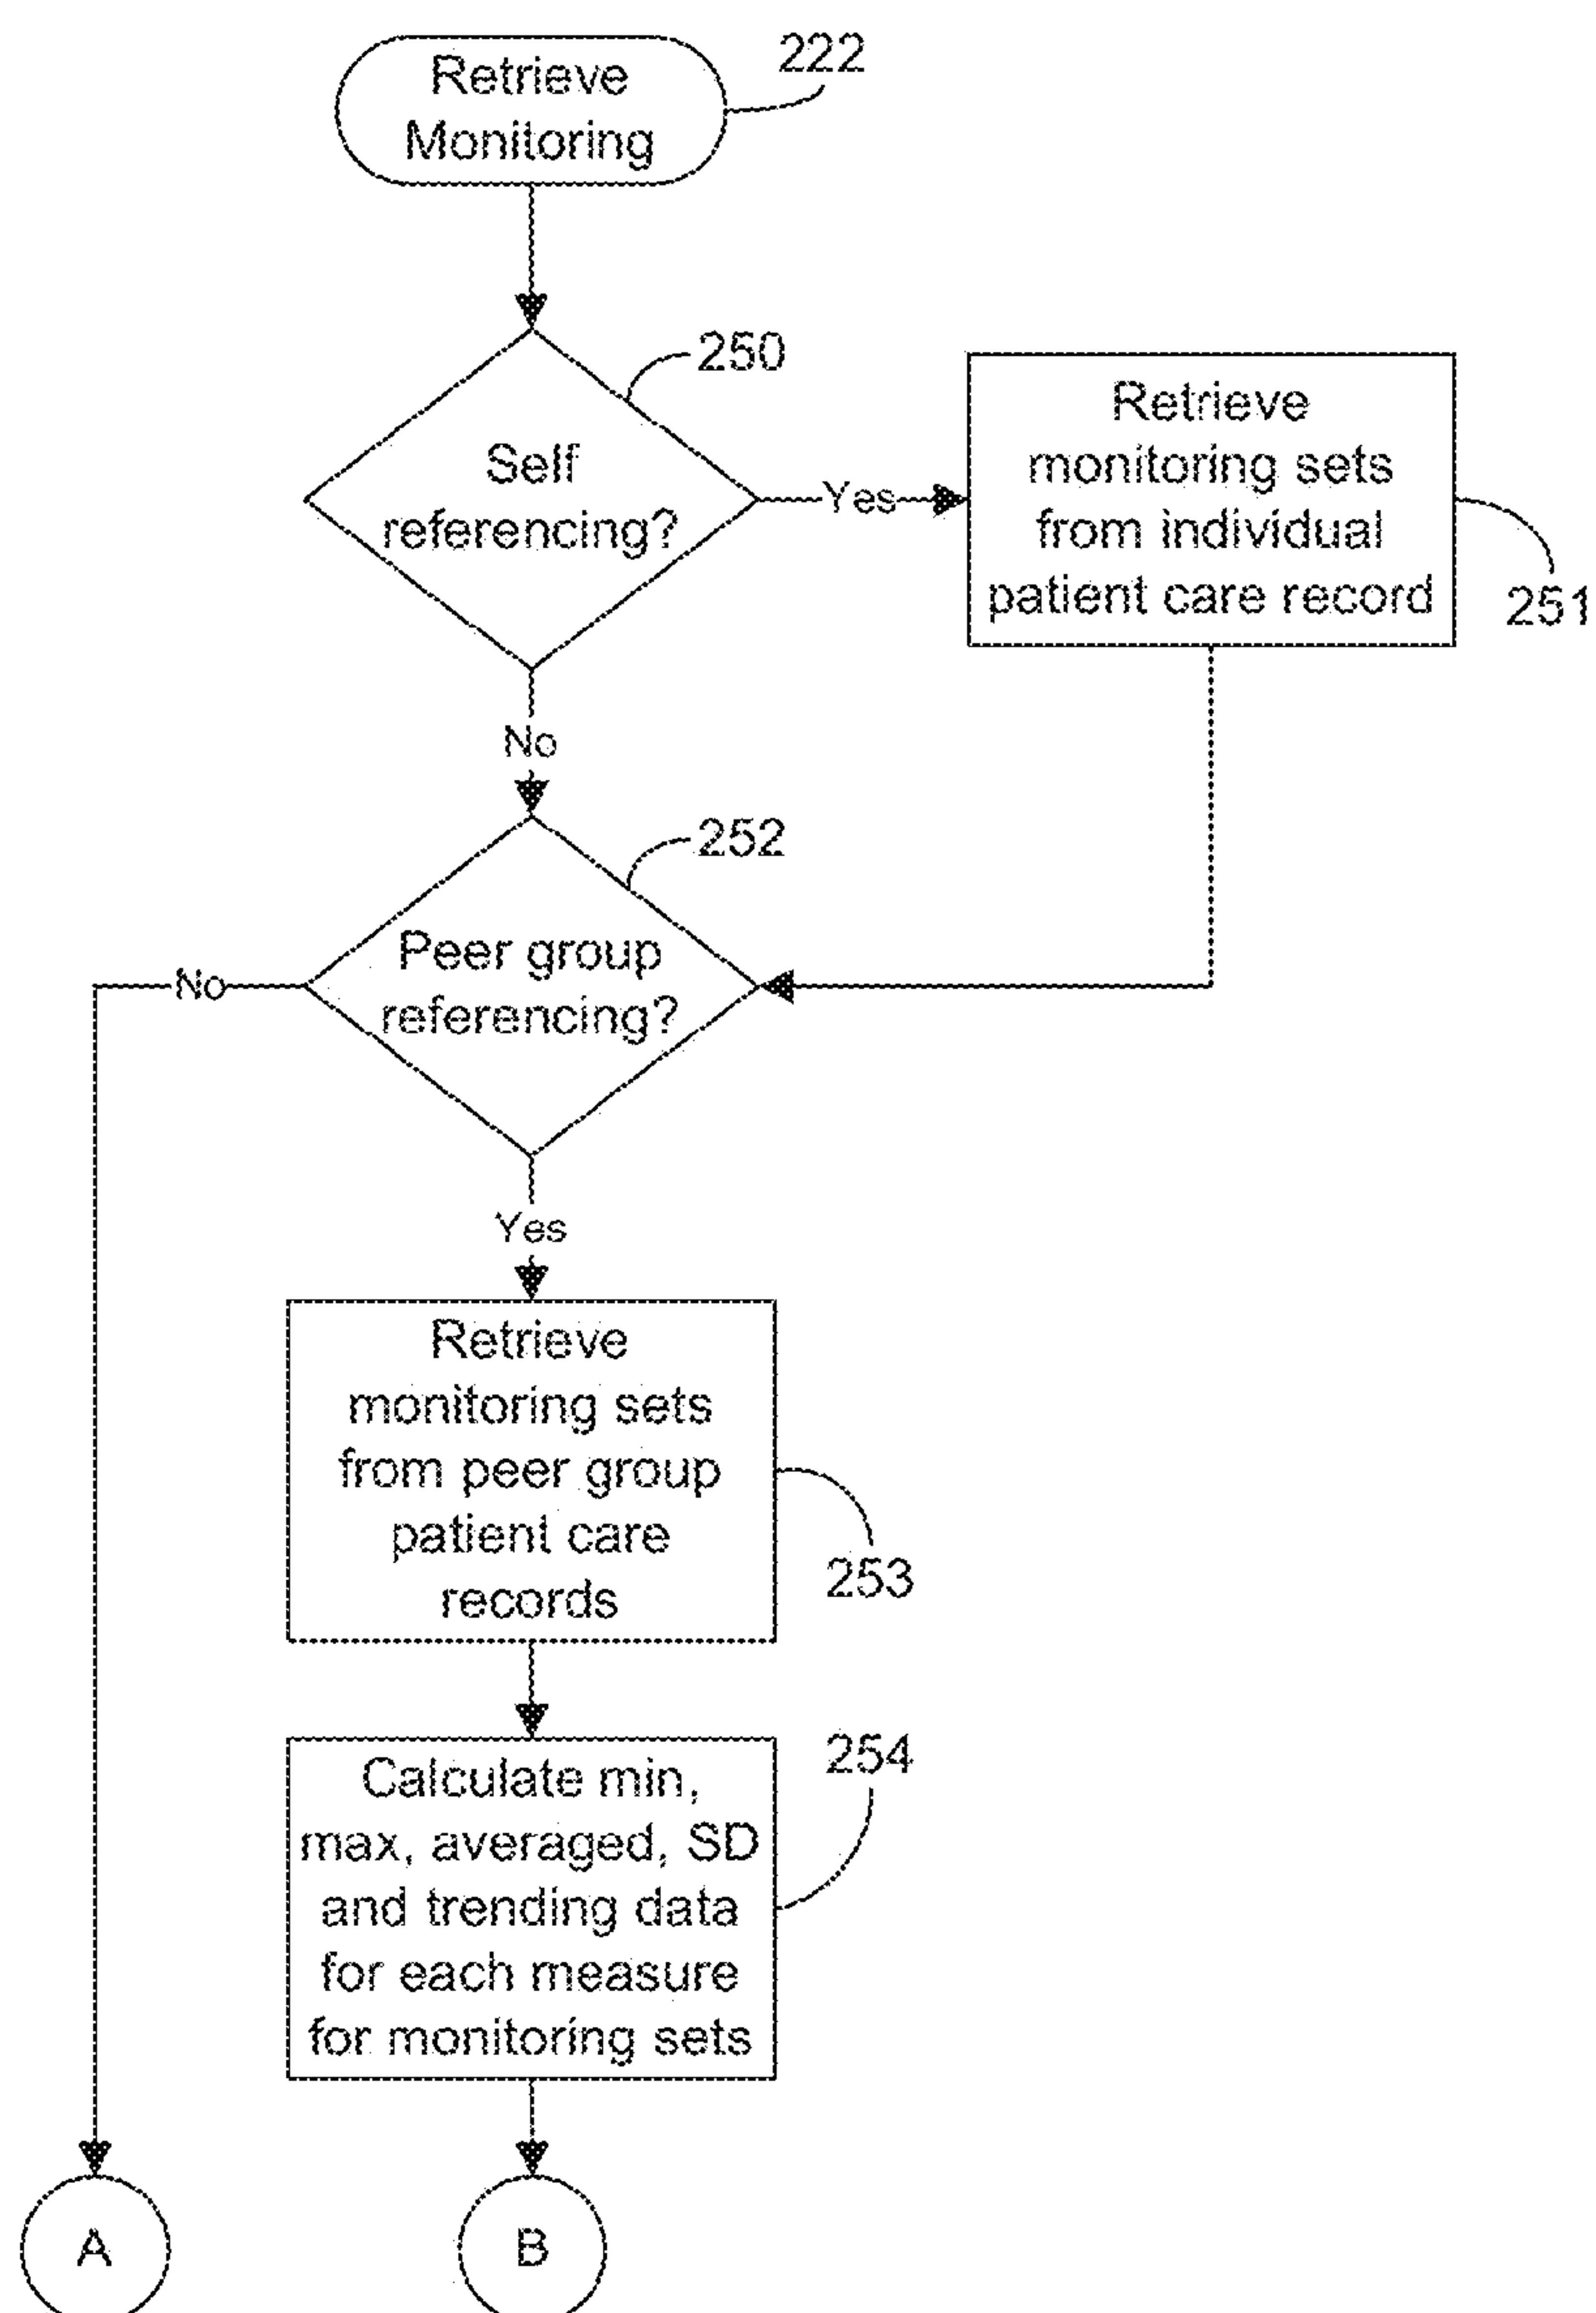 Retrieve
Monitoring
222
250
Self
referencing?
Yes
Retrieve
monitoring sets
from individual
patient care record
251
No
252
Peer group
referencing?
No
Yes
Retrieve
monitoring sets
from peer group
patient care
records
253
254
Calculate min,
max, averaged, SD
and trending data
for each measure
for monitoring sets
A
B